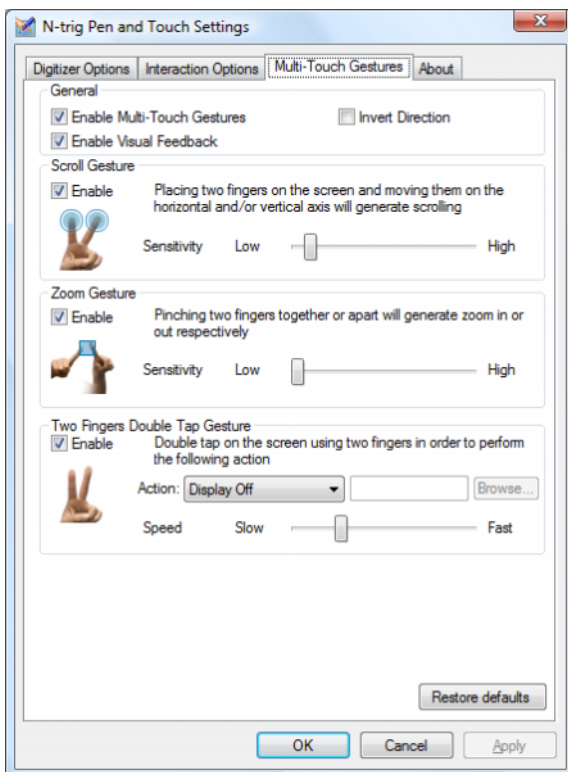 N-trig Pen and Touch Settings
Digitizer Options Interaction Options Multi-Touch Gestures About
General
Enable Multi-Touch Gestures Invert Direction
Enable Visual Feedback
Scroll Gesture
Enable Placing two fingers on the screen and moving them on the
horizontal and/or vertical axis will generate scrolling
Sensitivity Low High
Zoom Gesture
Enable Pinching two fingers together or apart will generate zoom in or
out respectively
Sensitivity Low High
Two Fingers Double Tap Gesture
Enable Double tap on the screen using two fingers in order to perform
the following action
Action: Display Off Browse...
Speed Slow Fast
Restore defaults
OK Cancel Apply